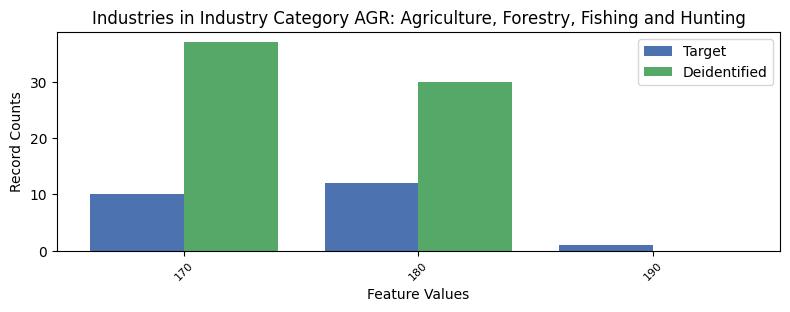 Industries in Industry Category AGR: Agriculture, Forestry, Fishing and Hunting
Target
Deidentified
Record Counts
30
20
10
0
170
180
190
Feature Values